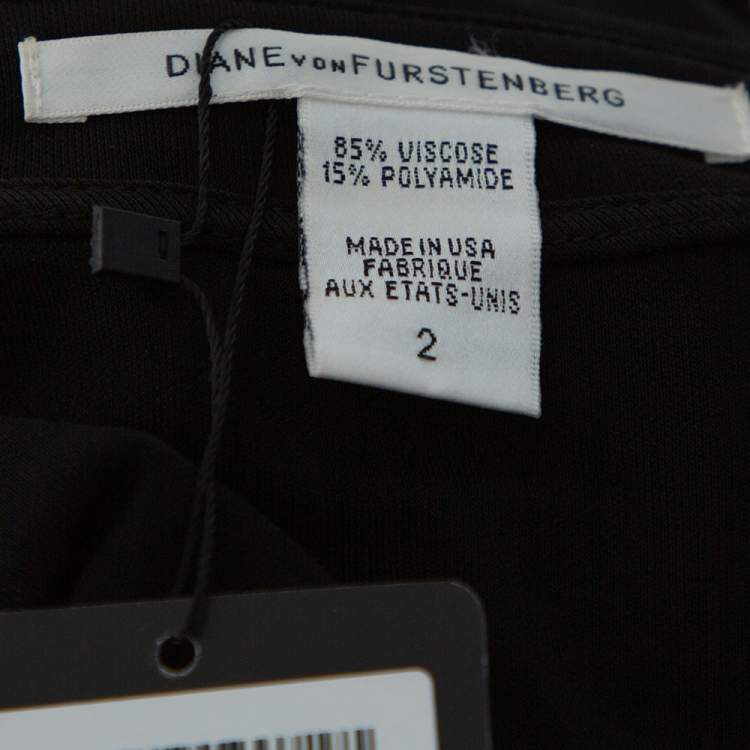 DIANE VON FURSTENBERG
85% VISCOSE
15% POLYAMIDE
MADE IN USA
FABRIQUE
AUX ETATS-UNIS
2